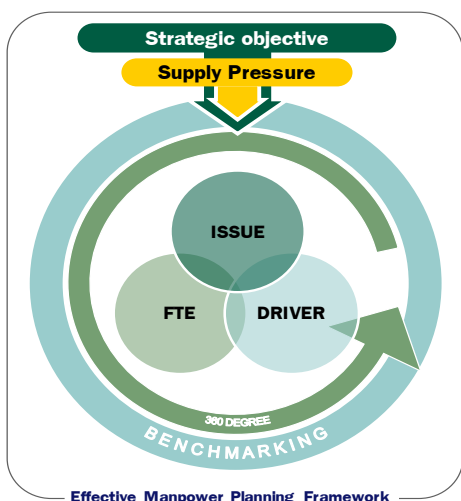 Strategic objective
Supply Pressure
ISSUE
FTE DRIVER
360 DEGREE
BENCHMARKING
Effective Manpower Planning Framework